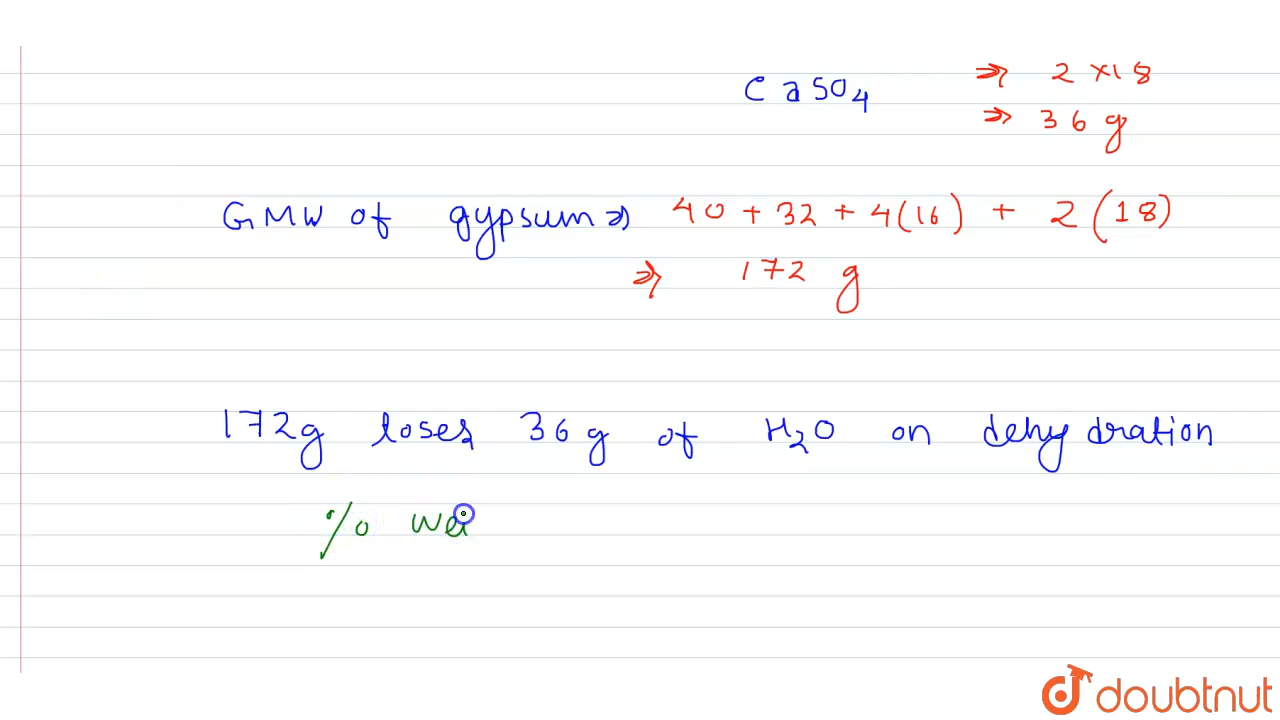 CaSO4 ⇒ 2 × 18
⇒ 36 g
GMW of gypsum ⇒ 40 + 32 + 4(16) + 2(18)
⇒ 172 g
172g loses 36 g of H2O on dehydration
% wei
doubtnut